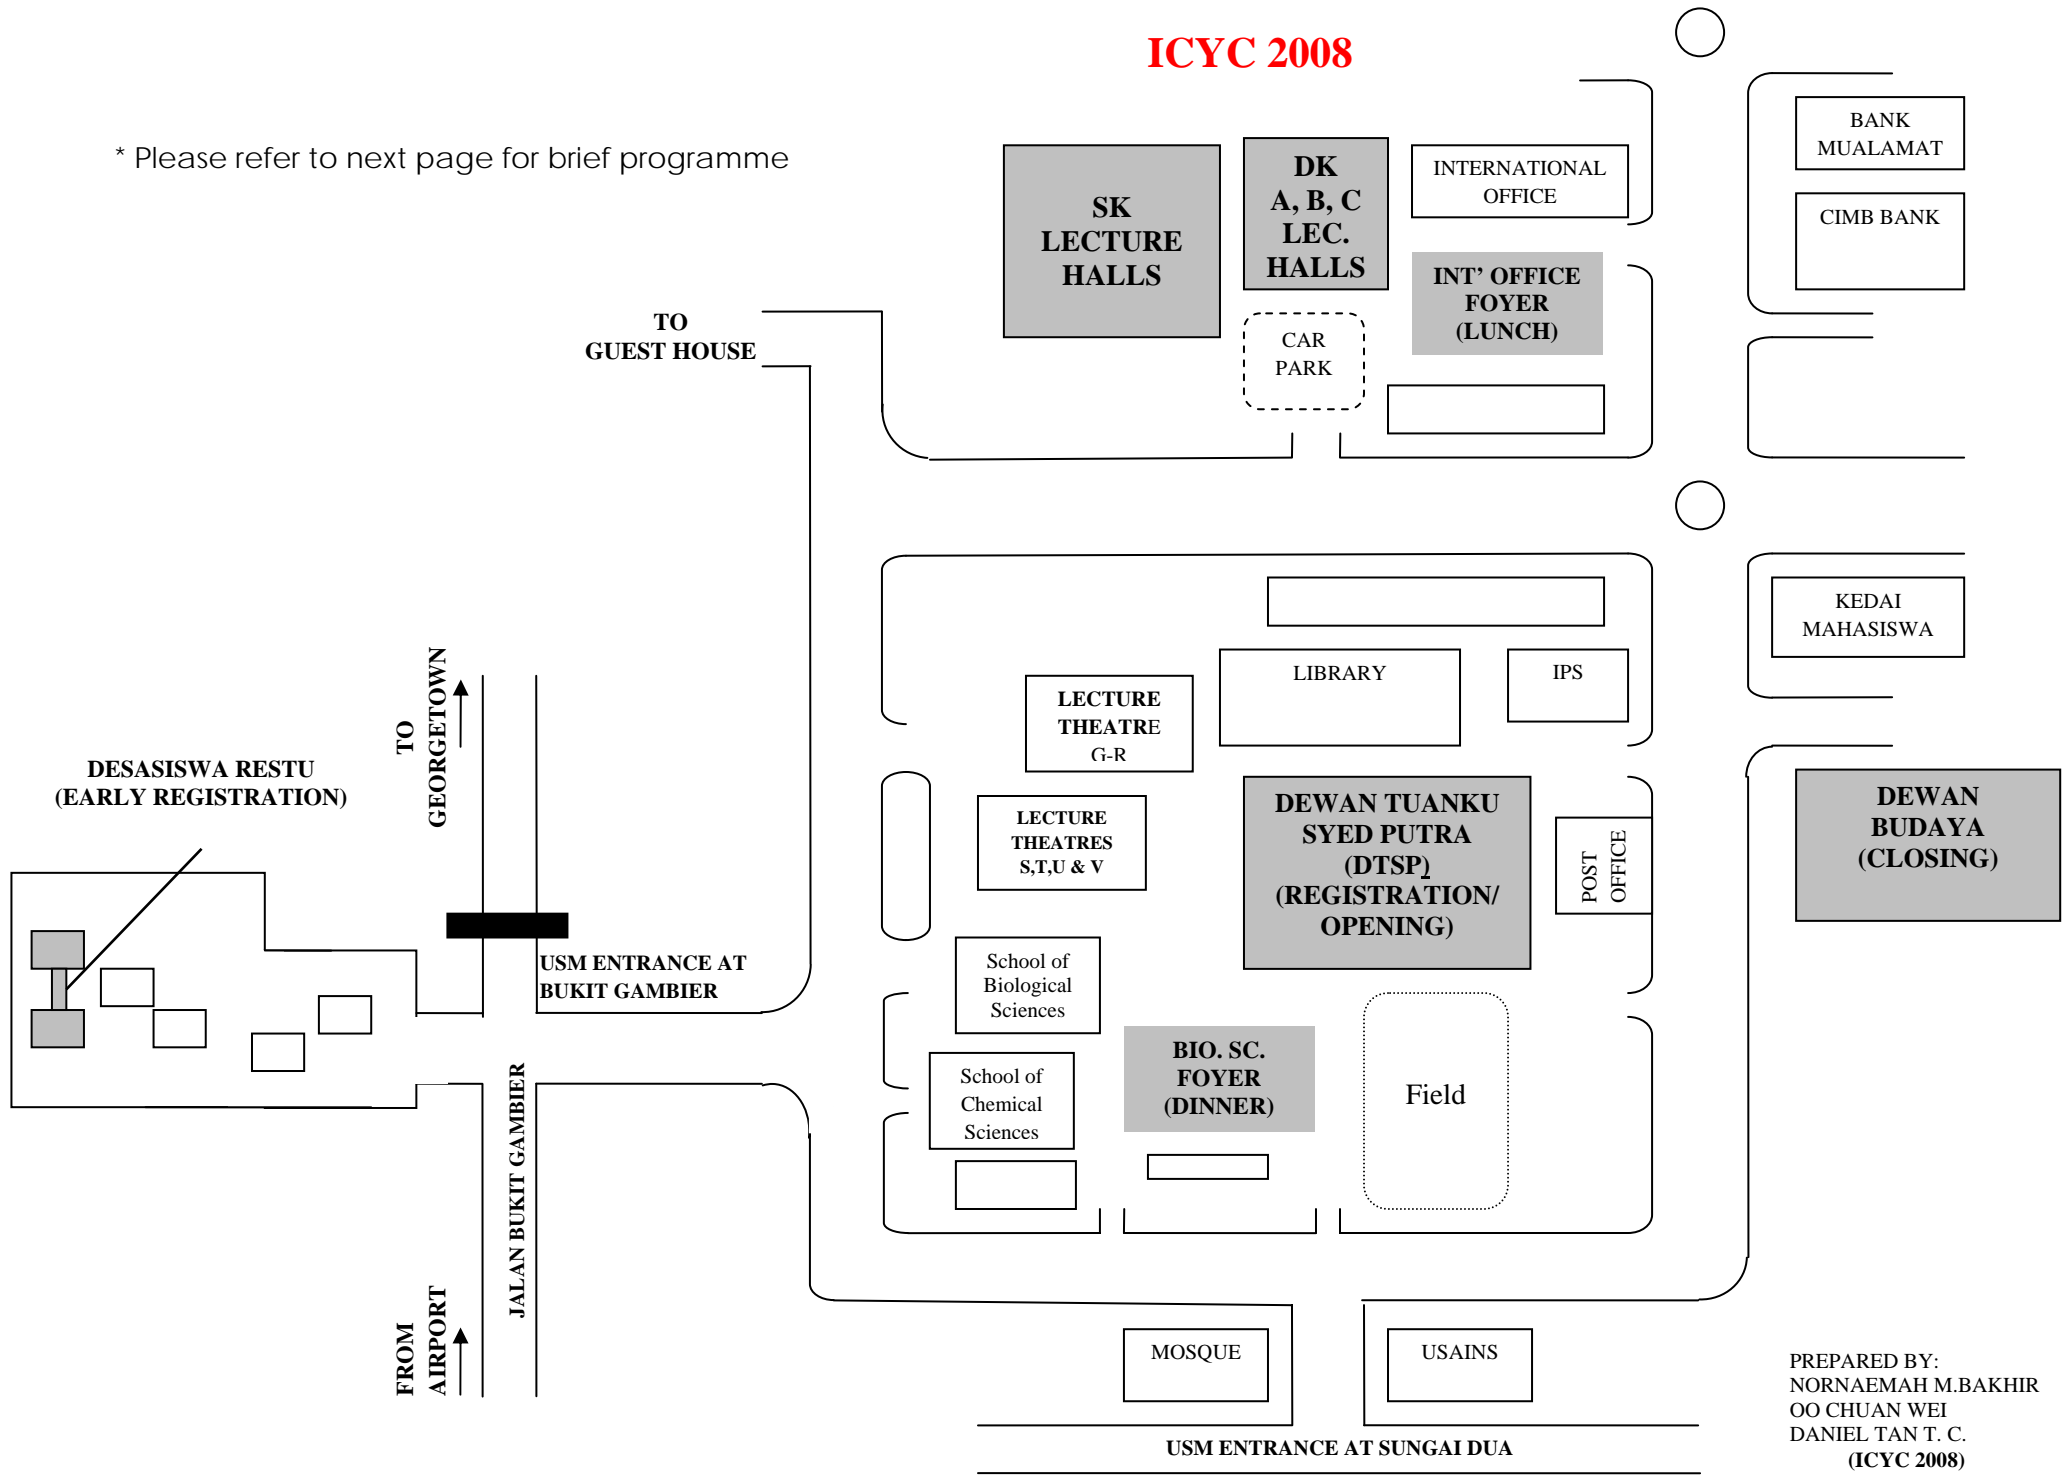 ICYC 2008
* Please refer to next page for brief programme
SK
LECTURE
HALLS
DK
A, B, C
LEC.
HALLS
INTERNATIONAL
OFFICE
BANK
MUALAMAT
CIMB BANK
INT' OFFICE
FOYER
(LUNCH)
CAR
PARK
TO
GUEST HOUSE
KEDAI
MAHASISWA
LIBRARY
IPS
LECTURE
THEATRE
G-R
LECTURE
THEATRES
S,T,U & V
DEWAN TUANKU
SYED PUTRA
(DTSP)
(REGISTRATION/
OPENING)
POST
OFFICE
DEWAN
BUDAYA
(CLOSING)
TO
GEORGETOWN
DESASISWA RESTU
(EARLY REGISTRATION)
USM ENTRANCE AT
BUKIT GAMBIER
School of
Biological
Sciences
School of
Chemical
Sciences
BIO. SC.
FOYER
(DINNER)
Field
JALAN BUKIT GAMBIER
FROM
AIRPORT
MOSQUE
USAINS
USM ENTRANCE AT SUNGAI DUA
PREPARED BY:
NORNAEMAH M.BAKHIR
OO CHUAN WEI
DANIEL TAN T. C.
(ICYC 2008)